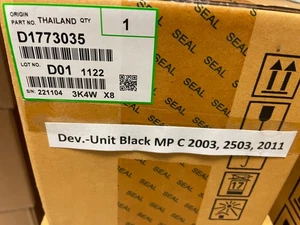 ORIGIN
PART NO. THAILAND QTY 1
D1773035
LOT NO.
D01 1122
S/N: 221104 3K4W X8
SEAL SEAL SEAL SEAL
Dev.-Unit Black MP C 2003, 2503, 2011